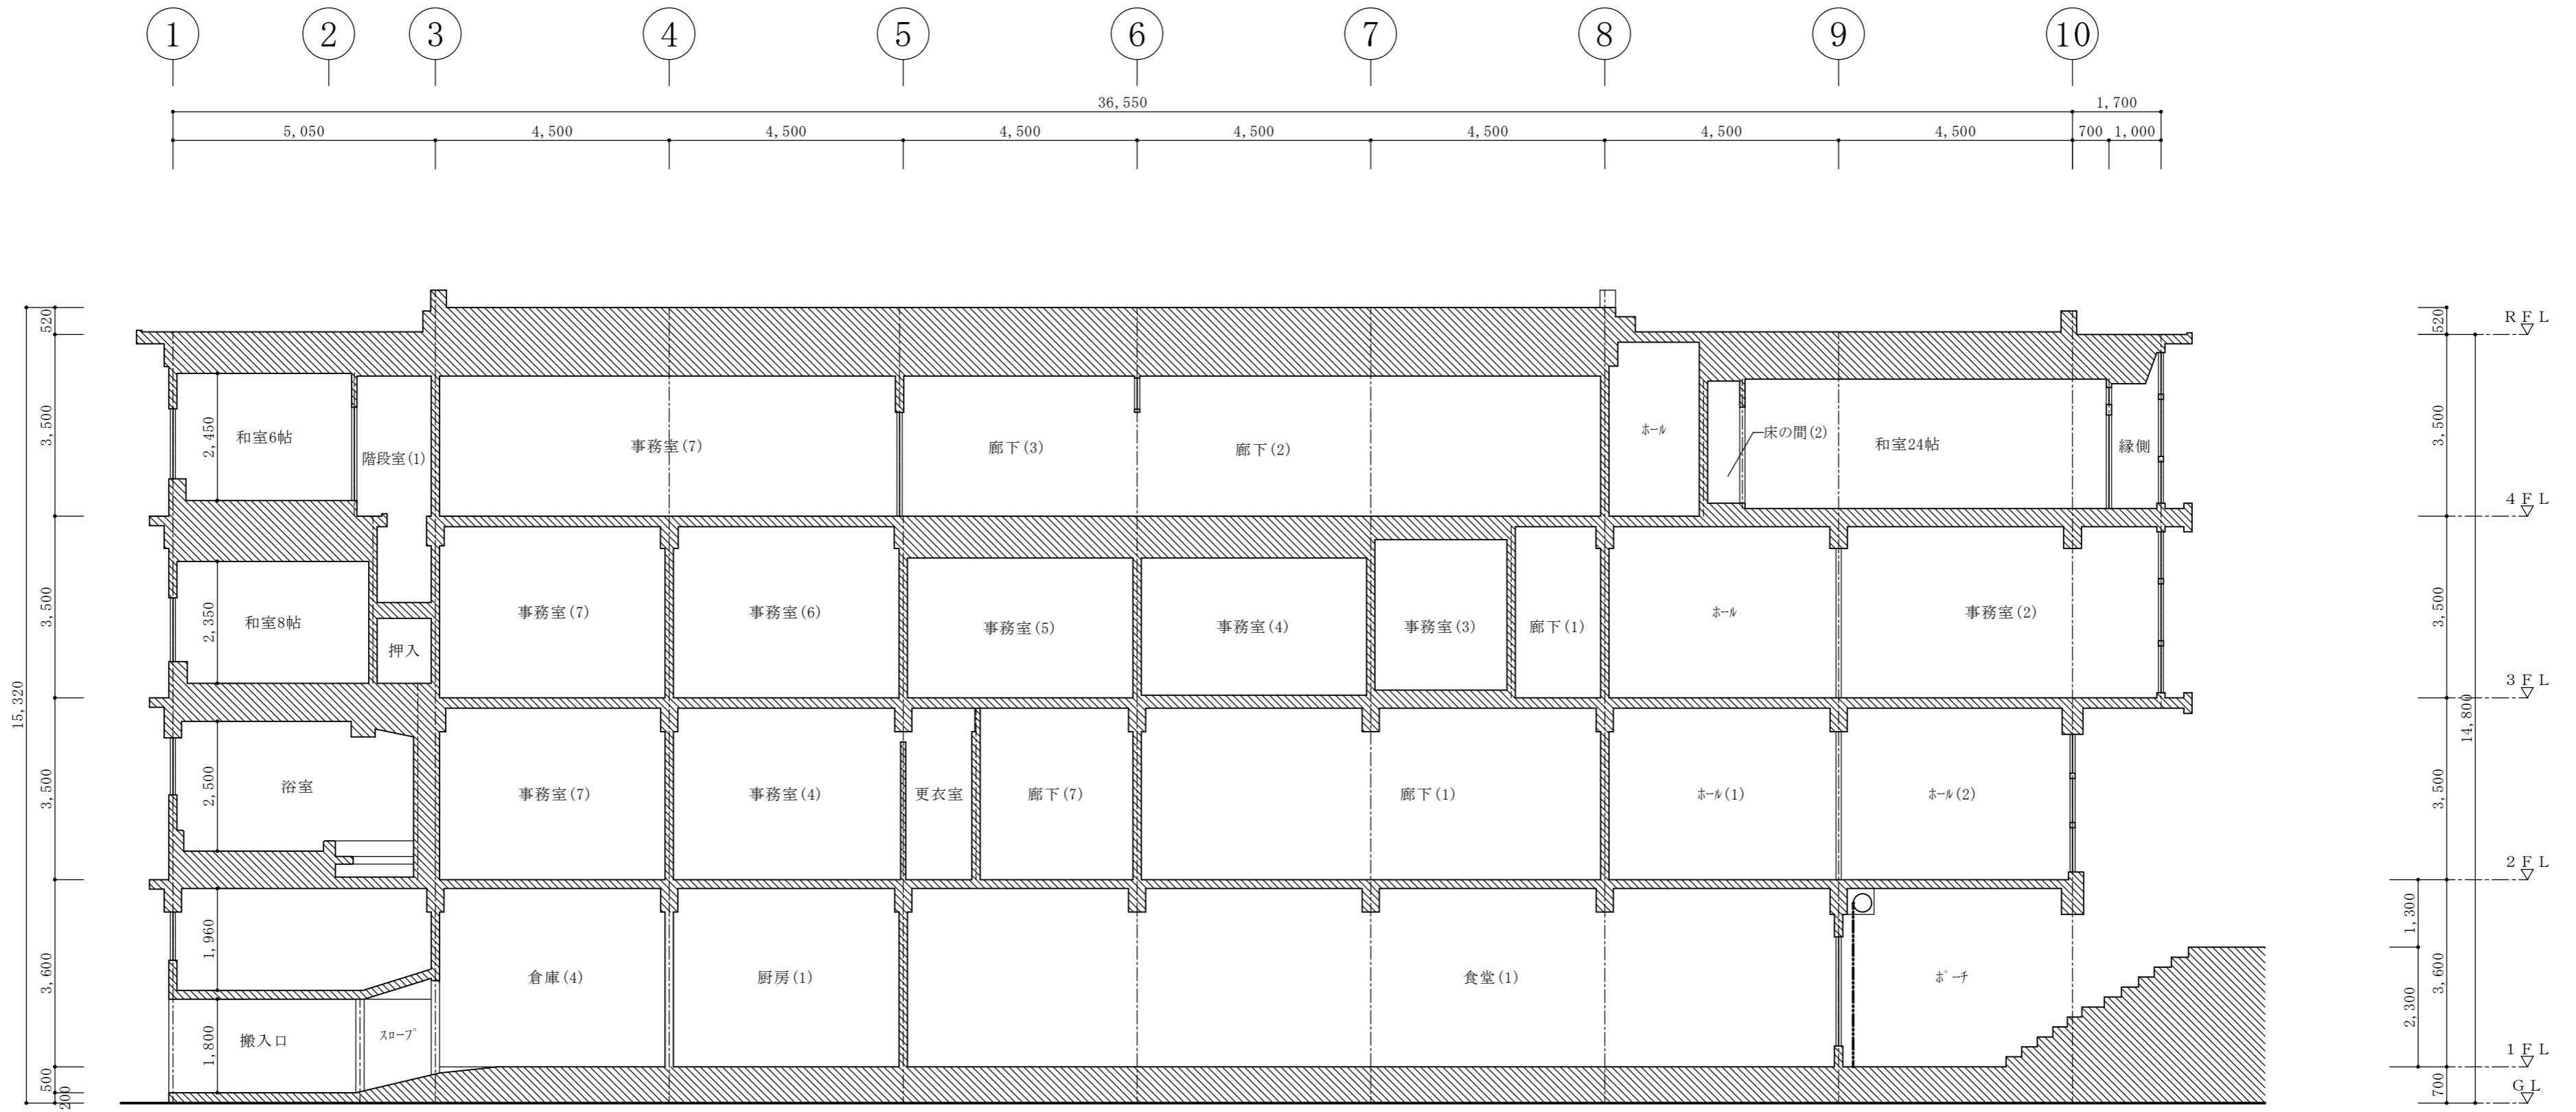 1 2 3 4 5 6 7 8 9 10
36,550 1,700
5,050 4,500 4,500 4,500 4,500 4,500 4,500 4,500 700 1,000
520 520 RFL
15,320
3,500 2,450 和室6帖 階段室(1) 事務室(7) 廊下(3) 廊下(2) ホール 床の間(2) 和室24帖 縁側 3,500
4FL
3,500 2,350 和室8帖 押入 事務室(7) 事務室(6) 事務室(5) 事務室(4) 事務室(3) 廊下(1) ホール 事務室(2) 3,500
3FL
14,800
3,500 2,500 浴室 事務室(7) 事務室(4) 更衣室 廊下(7) 廊下(1) ホール(1) ホール(2) 3,500
2FL
3,600 1,960 倉庫(4) 厨房(1) 食堂(1) ポーチ 1,300 3,600
1,800 搬入口 スロープ 2,300
1FL
500 700
200 GL